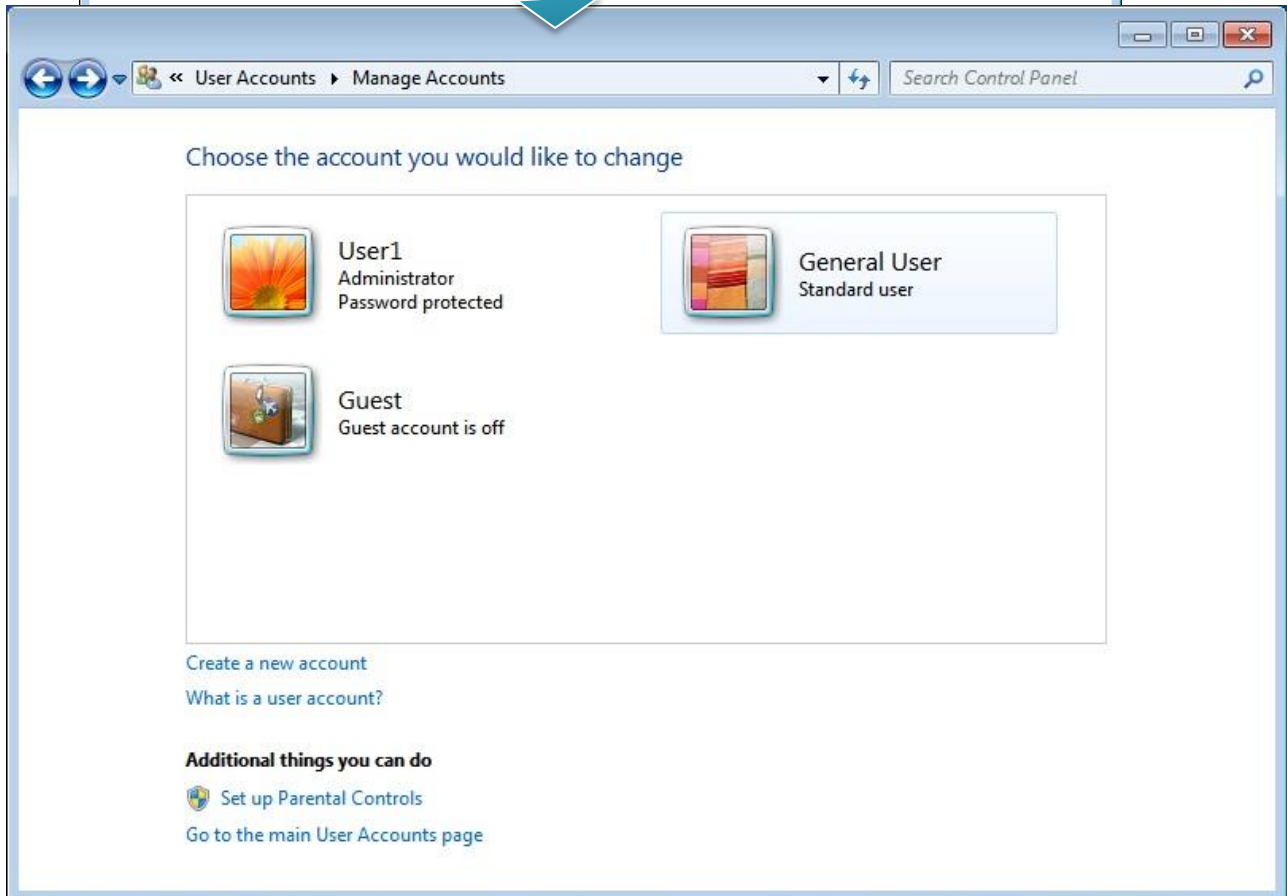 « User Accounts ▸ Manage Accounts
Search Control Panel
Choose the account you would like to change
User1
Administrator
Password protected
General User
Standard user
Guest
Guest account is off
Create a new account
What is a user account?
Additional things you can do
Set up Parental Controls
Go to the main User Accounts page